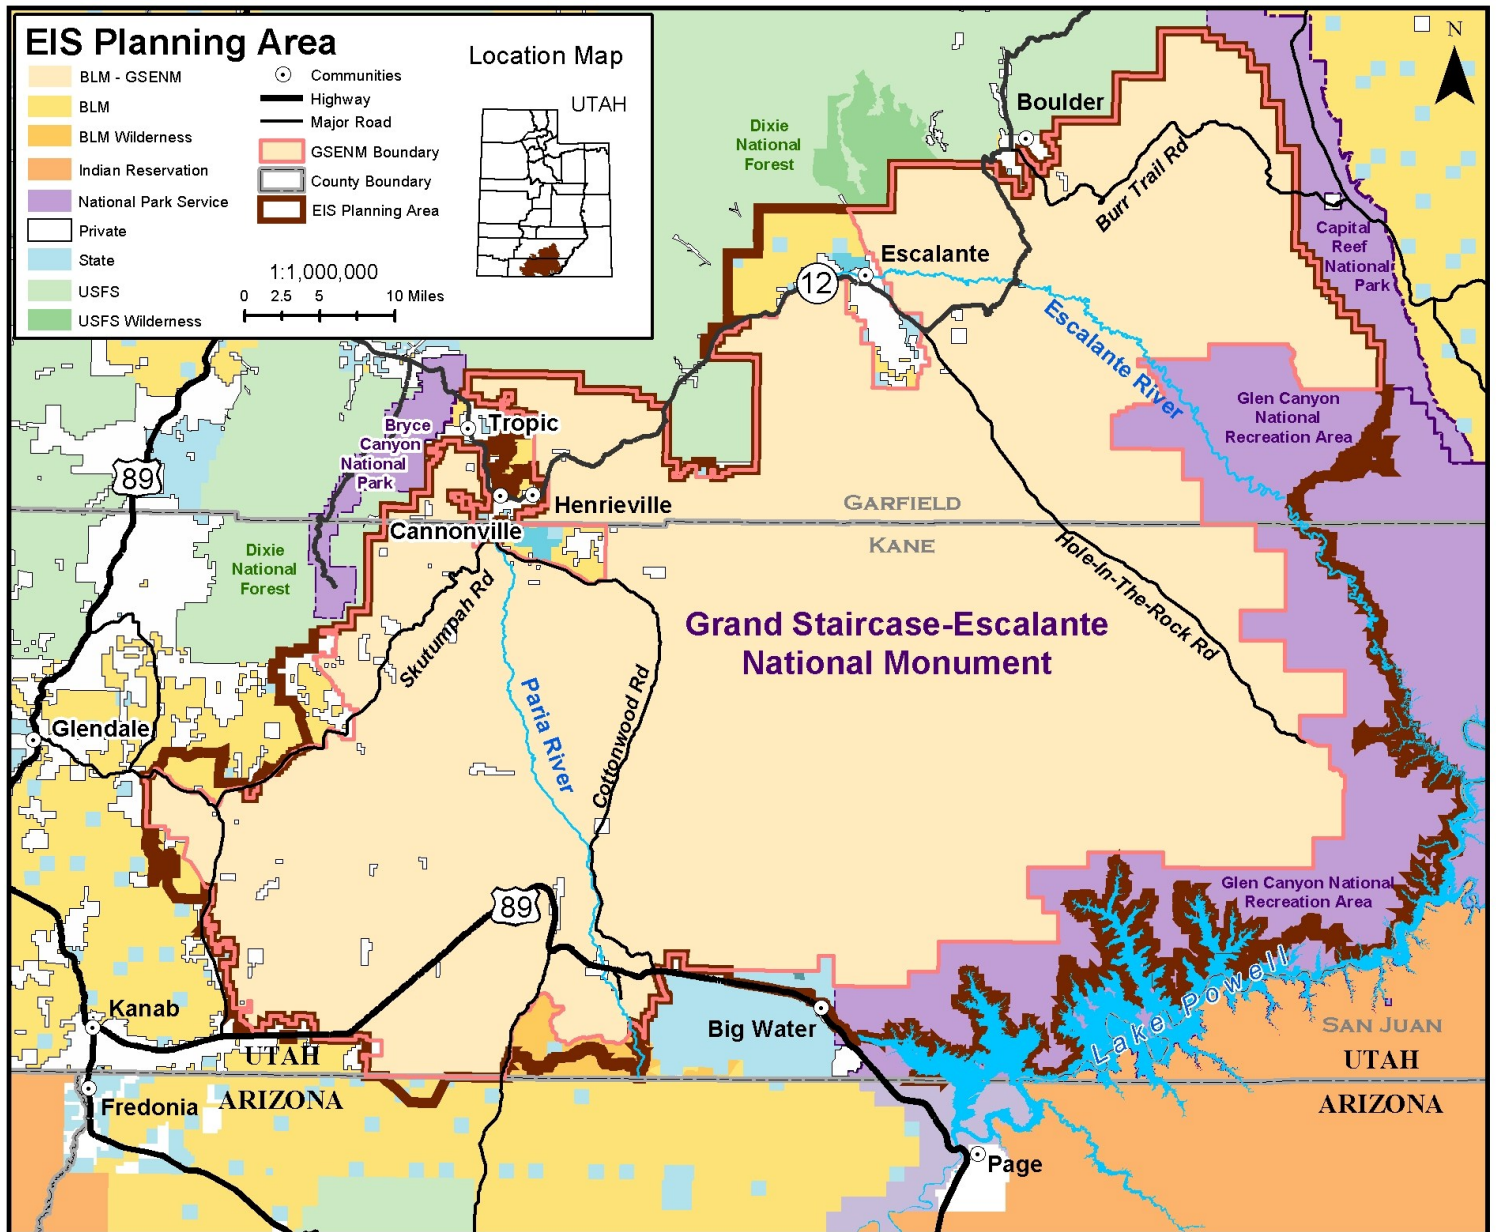 EIS Planning Area
BLM - GSENM
BLM
BLM Wilderness
Indian Reservation
National Park Service
Private
State
USFS
USFS Wilderness
Communities
Highway
Major Road
GSENM Boundary
County Boundary
EIS Planning Area
1:1,000,000
0 2.5 5 10 Miles
Location Map
UTAH
N
Boulder
Dixie
National
Forest
Burr Trail Rd
Capital
Reef
National
Park
Escalante
12
Escalante River
Glen Canyon
National
Recreation Area
Bryce
Canyon
National
Park
Tropic
89
Henrieville
Cannonville
GARFIELD
KANE
Dixie
National
Forest
Hole-In-The-Rock Rd
Skutumpah Rd
Grand Staircase-Escalante
National Monument
Paria River
Cottonwood Rd
Glendale
89
Glen Canyon National
Recreation Area
Lake Powell
Kanab
Big Water
SAN JUAN
UTAH
UTAH
ARIZONA
ARIZONA
Fredonia
Page